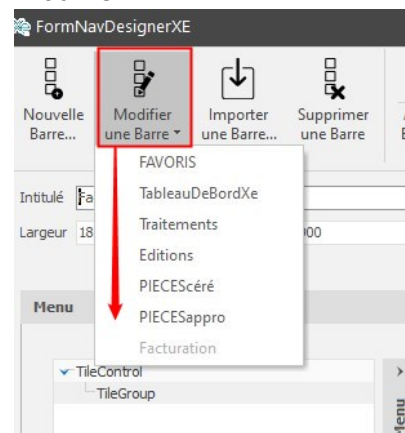 FormNavDesignerXE
Nouvelle
Barre...
Modifier
une Barre
Importer
une Barre...
Supprimer
une Barre
FAVORIS
TableauDeBordXe
Traitements
Editions
PIECEScéré
PIECESappro
Facturation
Intitulé Fa
Largeur 18
Menu
TileControl
TileGroup
Menu